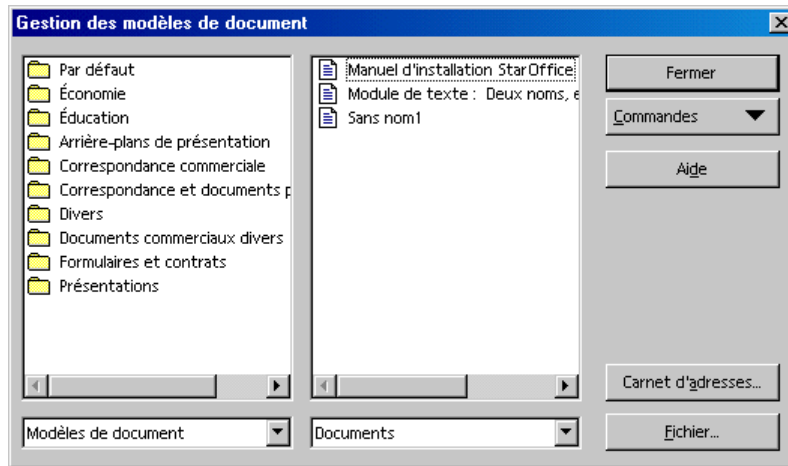 Gestion des modèles de document
Par défaut
Économie
Éducation
Arrière-plans de présentation
Correspondance commerciale
Correspondance et documents p
Divers
Documents commerciaux divers
Formulaires et contrats
Présentations
Modèles de document
Manuel d'installation StarOffice
Module de texte : Deux noms, e
Sans nom1
Documents
Fermer
Commandes
Aide
Carnet d'adresses...
Fichier...